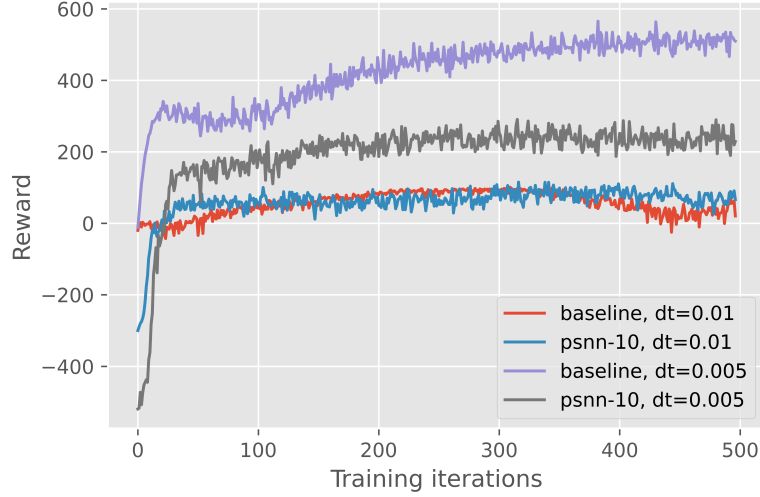 600
400
200
0
−200
−400
Reward
0 100 200 300 400 500
Training iterations
baseline, dt=0.01
psnn-10, dt=0.01
baseline, dt=0.005
psnn-10, dt=0.005